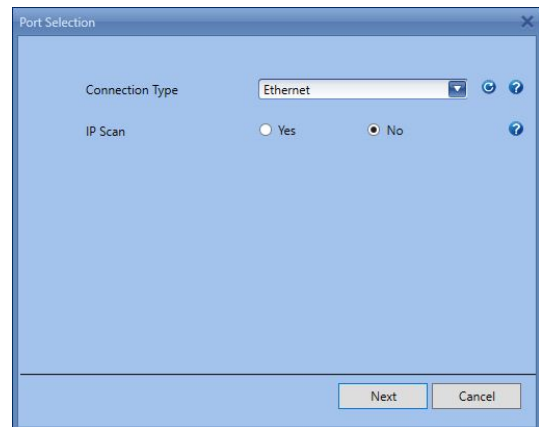 Port Selection
Connection Type Ethernet
IP Scan Yes No
Next Cancel